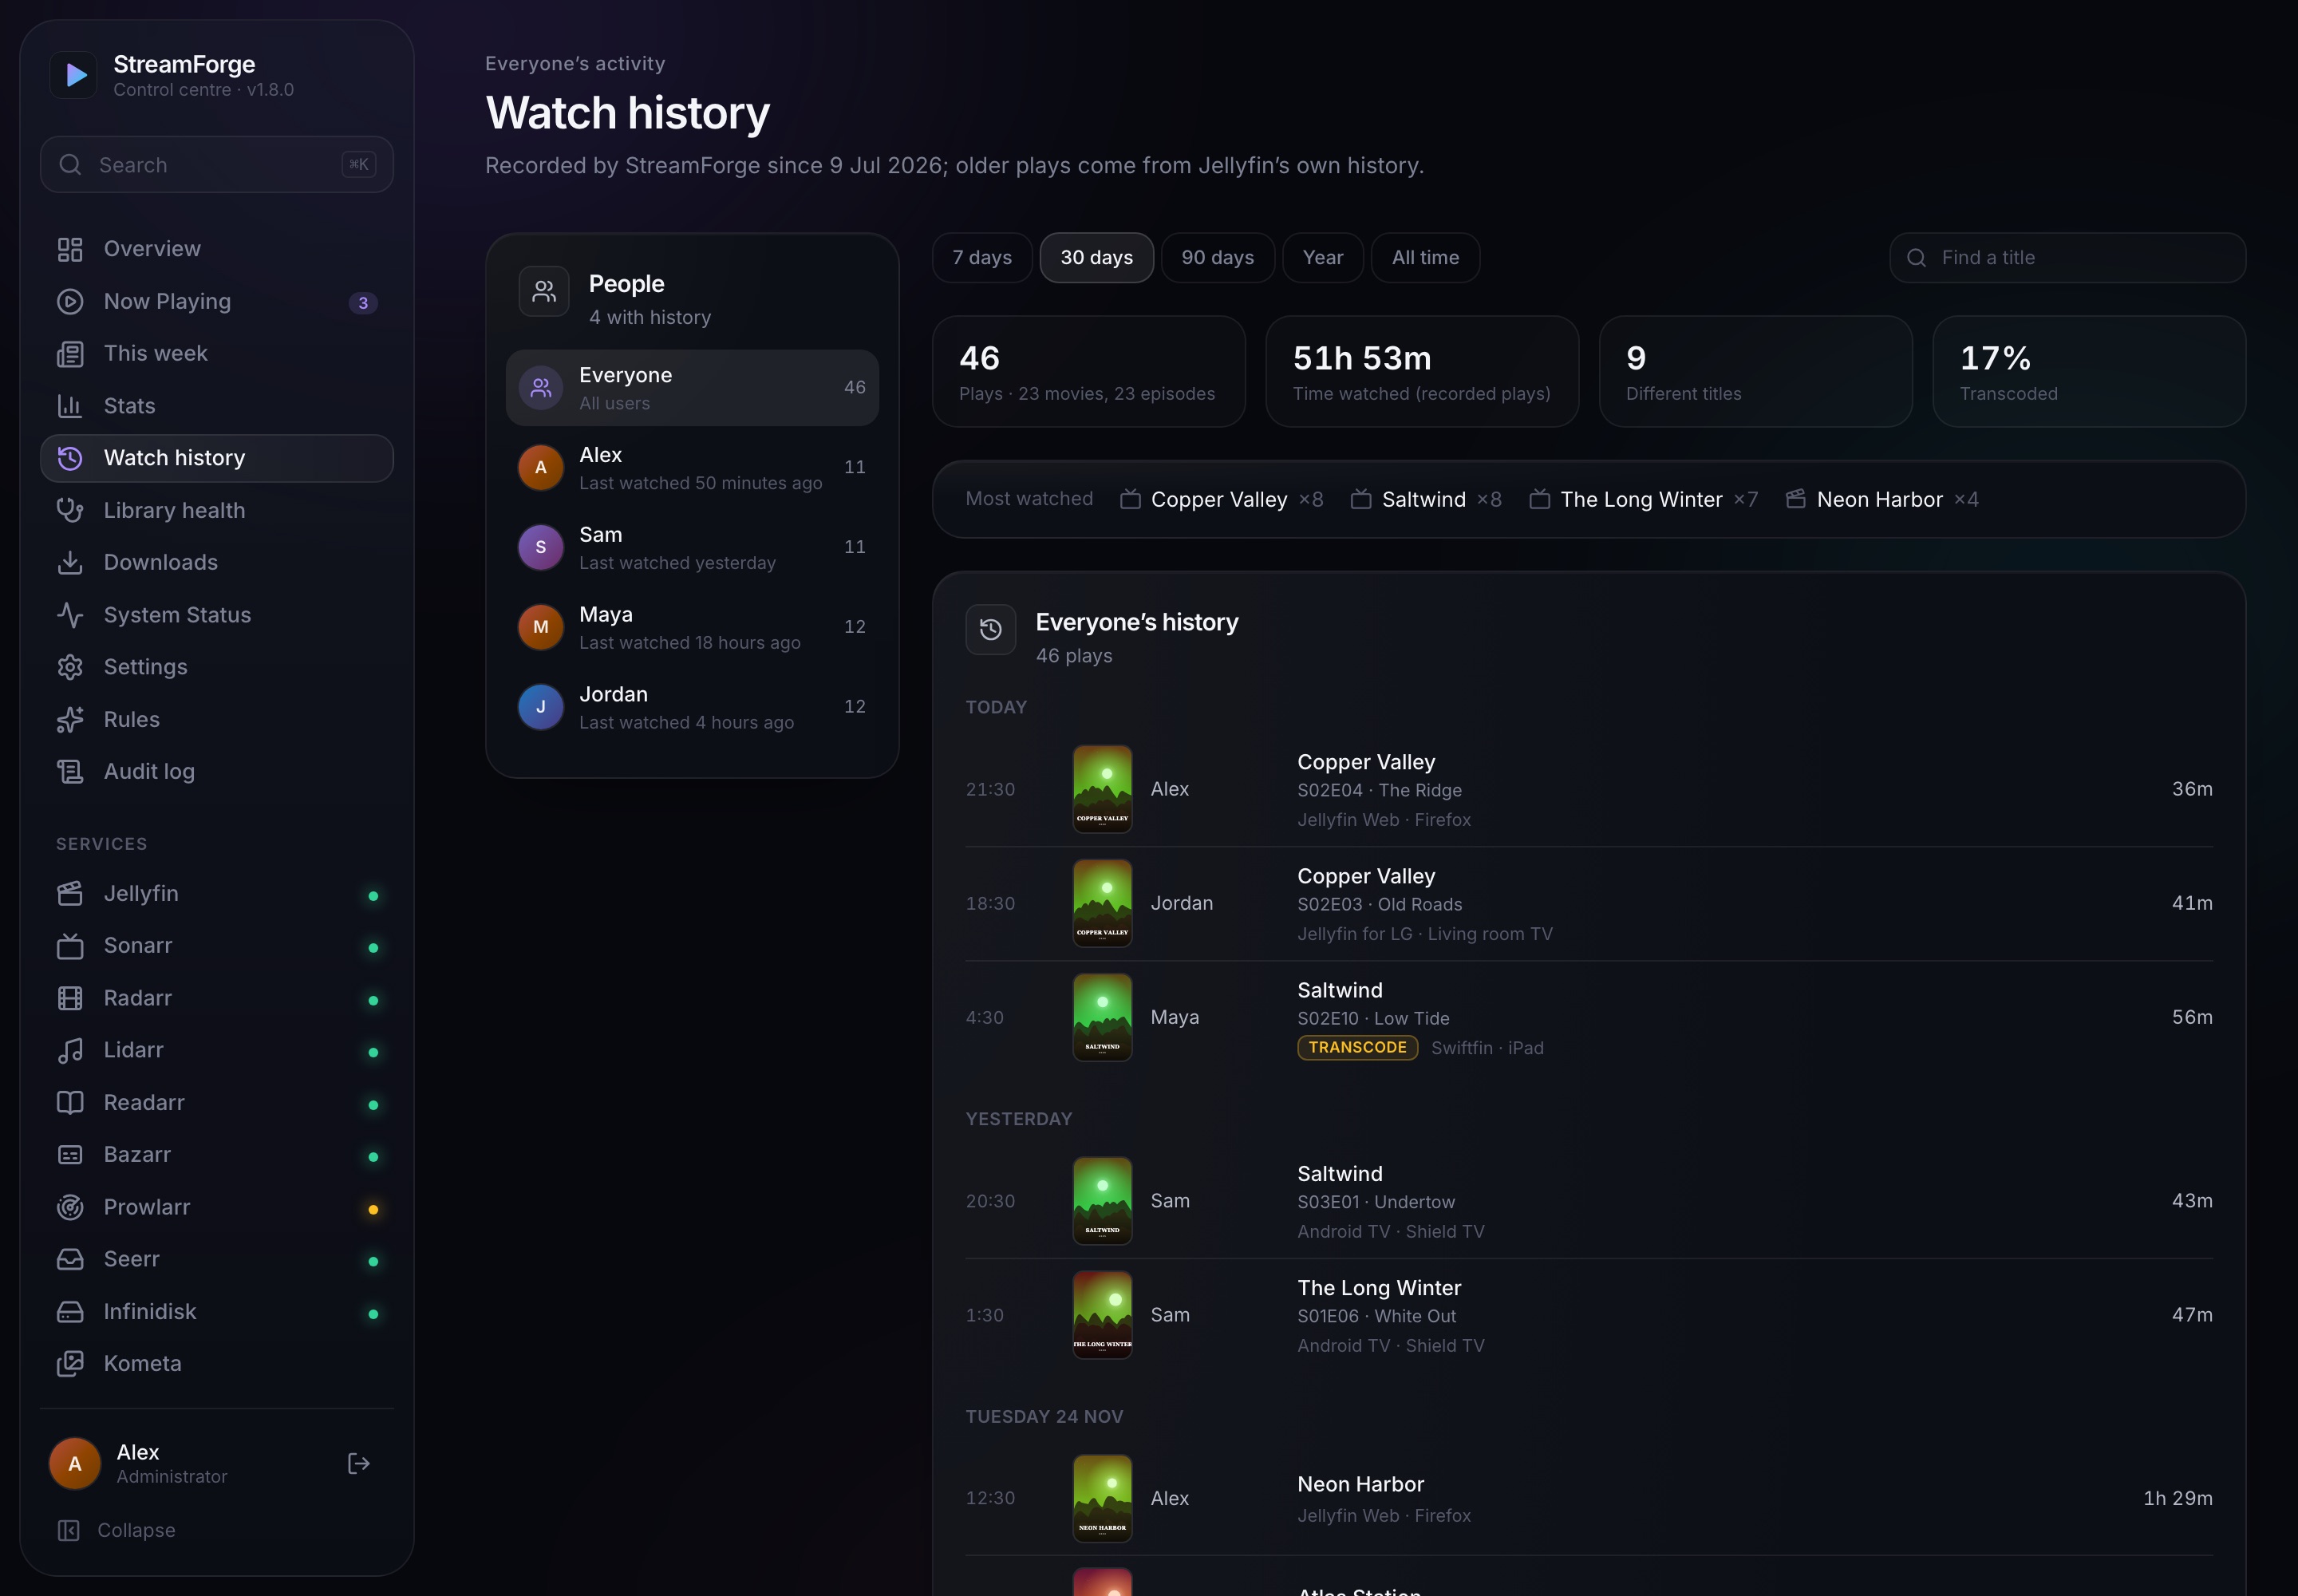 StreamForge
Control centre · v1.8.0
Search
⌘K
Overview
Now Playing
3
This week
Stats
Watch history
Library health
Downloads
System Status
Settings
Rules
Audit log
SERVICES
Jellyfin
Sonarr
Radarr
Lidarr
Readarr
Bazarr
Prowlarr
Seerr
Infinidisk
Kometa
A
Alex
Administrator
Collapse
Everyone’s activity
Watch history
Recorded by StreamForge since 9 Jul 2026; older plays come from Jellyfin’s own history.
People
4 with history
Everyone
All users
46
A
Alex
Last watched 50 minutes ago
11
S
Sam
Last watched yesterday
11
M
Maya
Last watched 18 hours ago
12
J
Jordan
Last watched 4 hours ago
12
7 days
30 days
90 days
Year
All time
Find a title
46
Plays · 23 movies, 23 episodes
51h 53m
Time watched (recorded plays)
9
Different titles
17%
Transcoded
Most watched
Copper Valley ×8
Saltwind ×8
The Long Winter ×7
Neon Harbor ×4
Everyone’s history
46 plays
TODAY
21:30
COPPER VALLEY
Alex
Copper Valley
S02E04 · The Ridge
Jellyfin Web · Firefox
36m
18:30
COPPER VALLEY
Jordan
Copper Valley
S02E03 · Old Roads
Jellyfin for LG · Living room TV
41m
4:30
SALTWIND
Maya
Saltwind
S02E10 · Low Tide
TRANSCODE
Swiftfin · iPad
56m
YESTERDAY
20:30
SALTWIND
Sam
Saltwind
S03E01 · Undertow
Android TV · Shield TV
43m
1:30
THE LONG WINTER
Sam
The Long Winter
S01E06 · White Out
Android TV · Shield TV
47m
TUESDAY 24 NOV
12:30
NEON HARBOR
Alex
Neon Harbor
Jellyfin Web · Firefox
1h 29m
Atlas Station